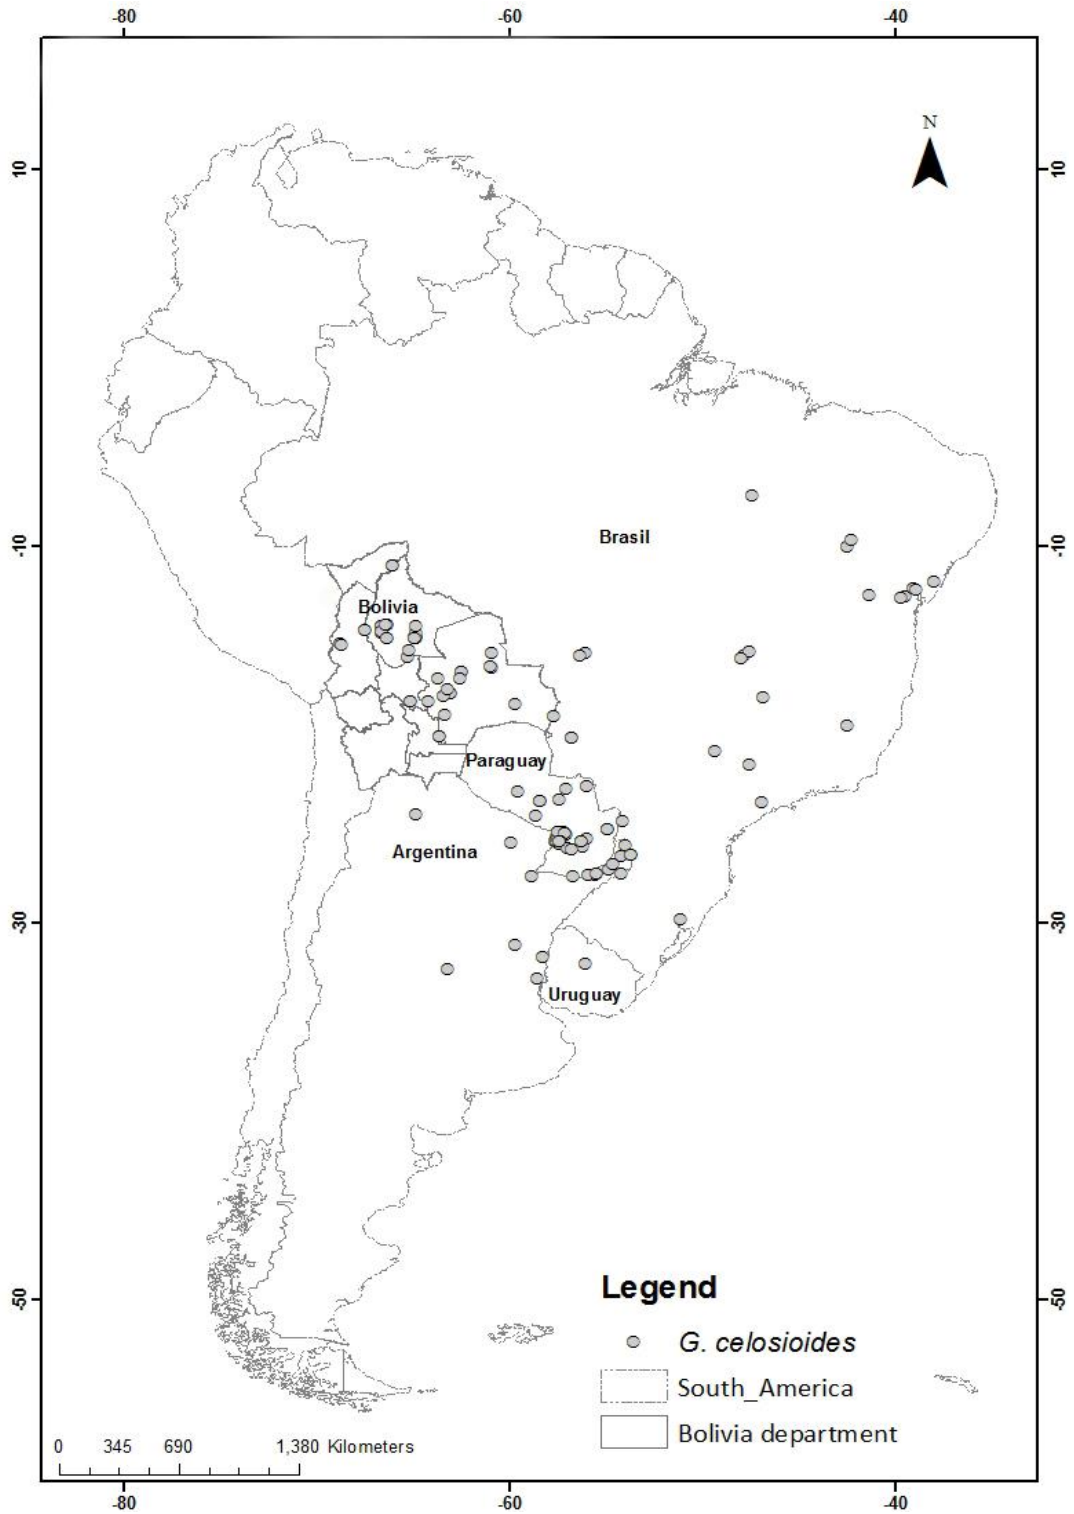 -80 -60 -40
N
10 10
Brasil
-10 -10
Bolivia
Paraguay
Argentina
-30 -30
Uruguay
Legend
-50 -50
G. celosioides
South_America
Bolivia department
0 345 690 1,380 Kilometers
-80 -60 -40